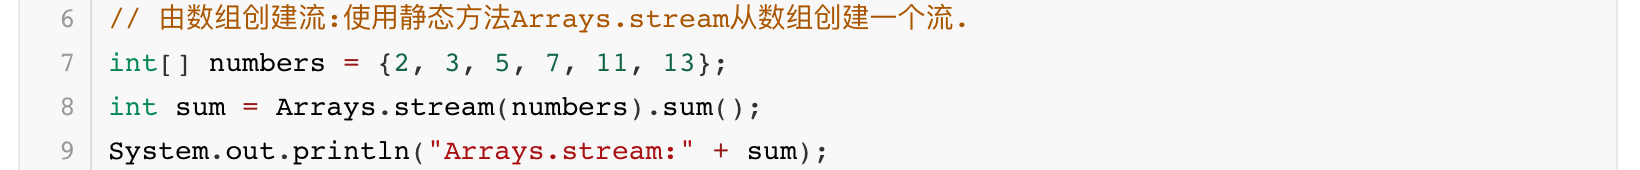 6 // 由数组创建流:使用静态方法Arrays.stream从数组创建一个流.
7 int[] numbers = {2, 3, 5, 7, 11, 13};
8 int sum = Arrays.stream(numbers).sum();
9 System.out.println("Arrays.stream:" + sum);